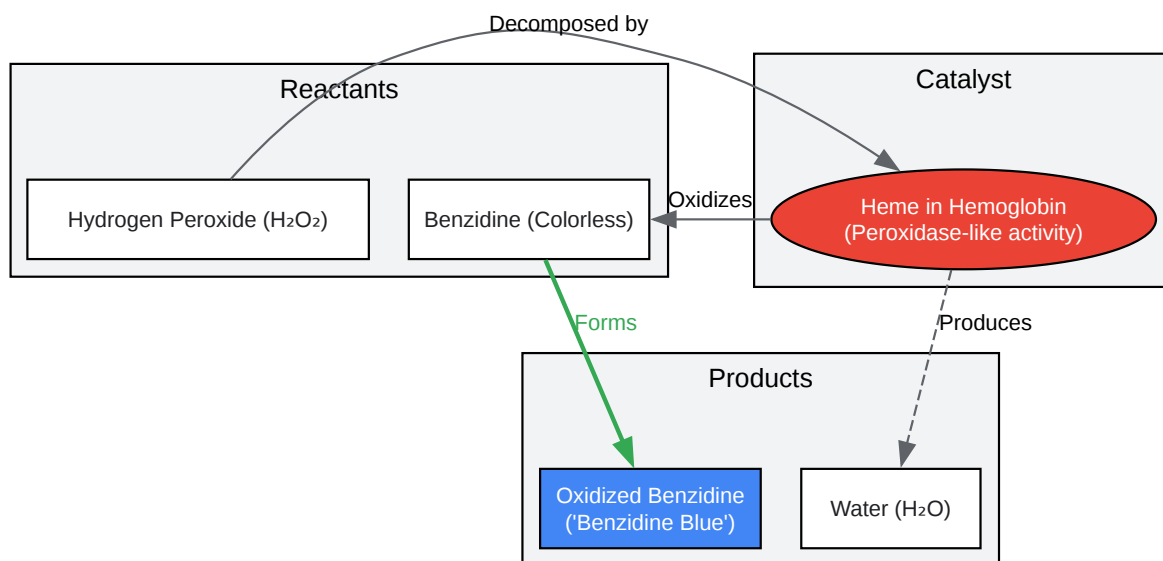 Decomposed by
Reactants
Catalyst
Hydrogen Peroxide (H₂O₂)
Benzidine (Colorless)
Oxidizes
Heme in Hemoglobin
(Peroxidase-like activity)
Forms
Produces
Products
Oxidized Benzidine
('Benzidine Blue')
Water (H₂O)